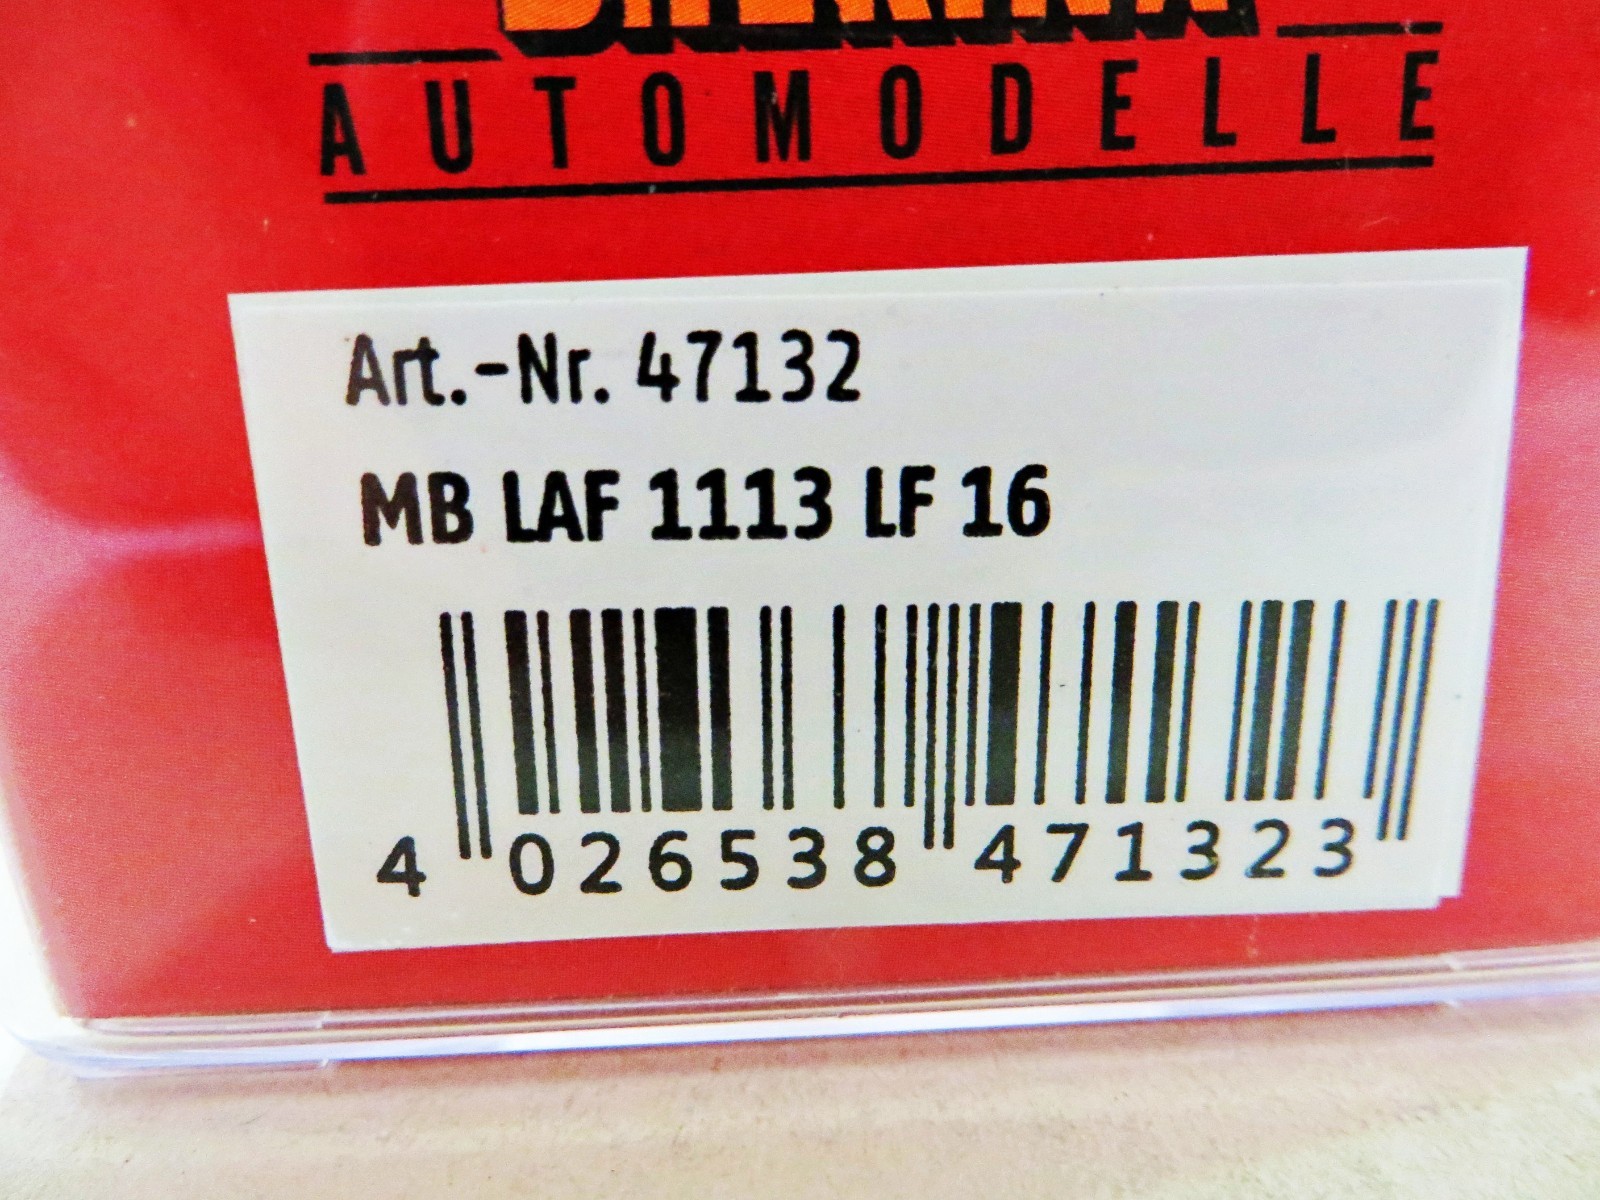 AUTOMODELLE
Art.-Nr. 47132
MB LAF 1113 LF 16
4 026538 471323